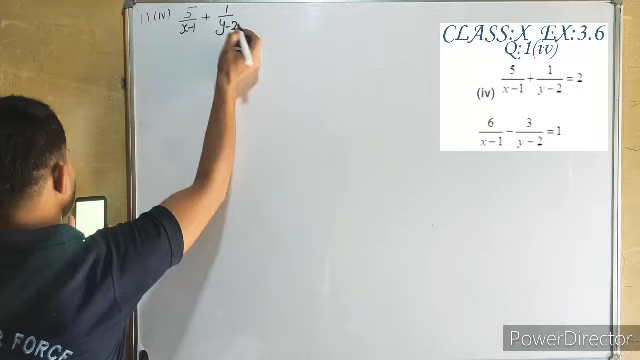 1) (iv) 5/x-1 + 1/y-2
CLASS:X EX:3.6
Q:1(iv)
(iv) 5/x-1 + 1/y-2 = 2
6/x-1 - 3/y-2 = 1
R FORCE
PowerDirector